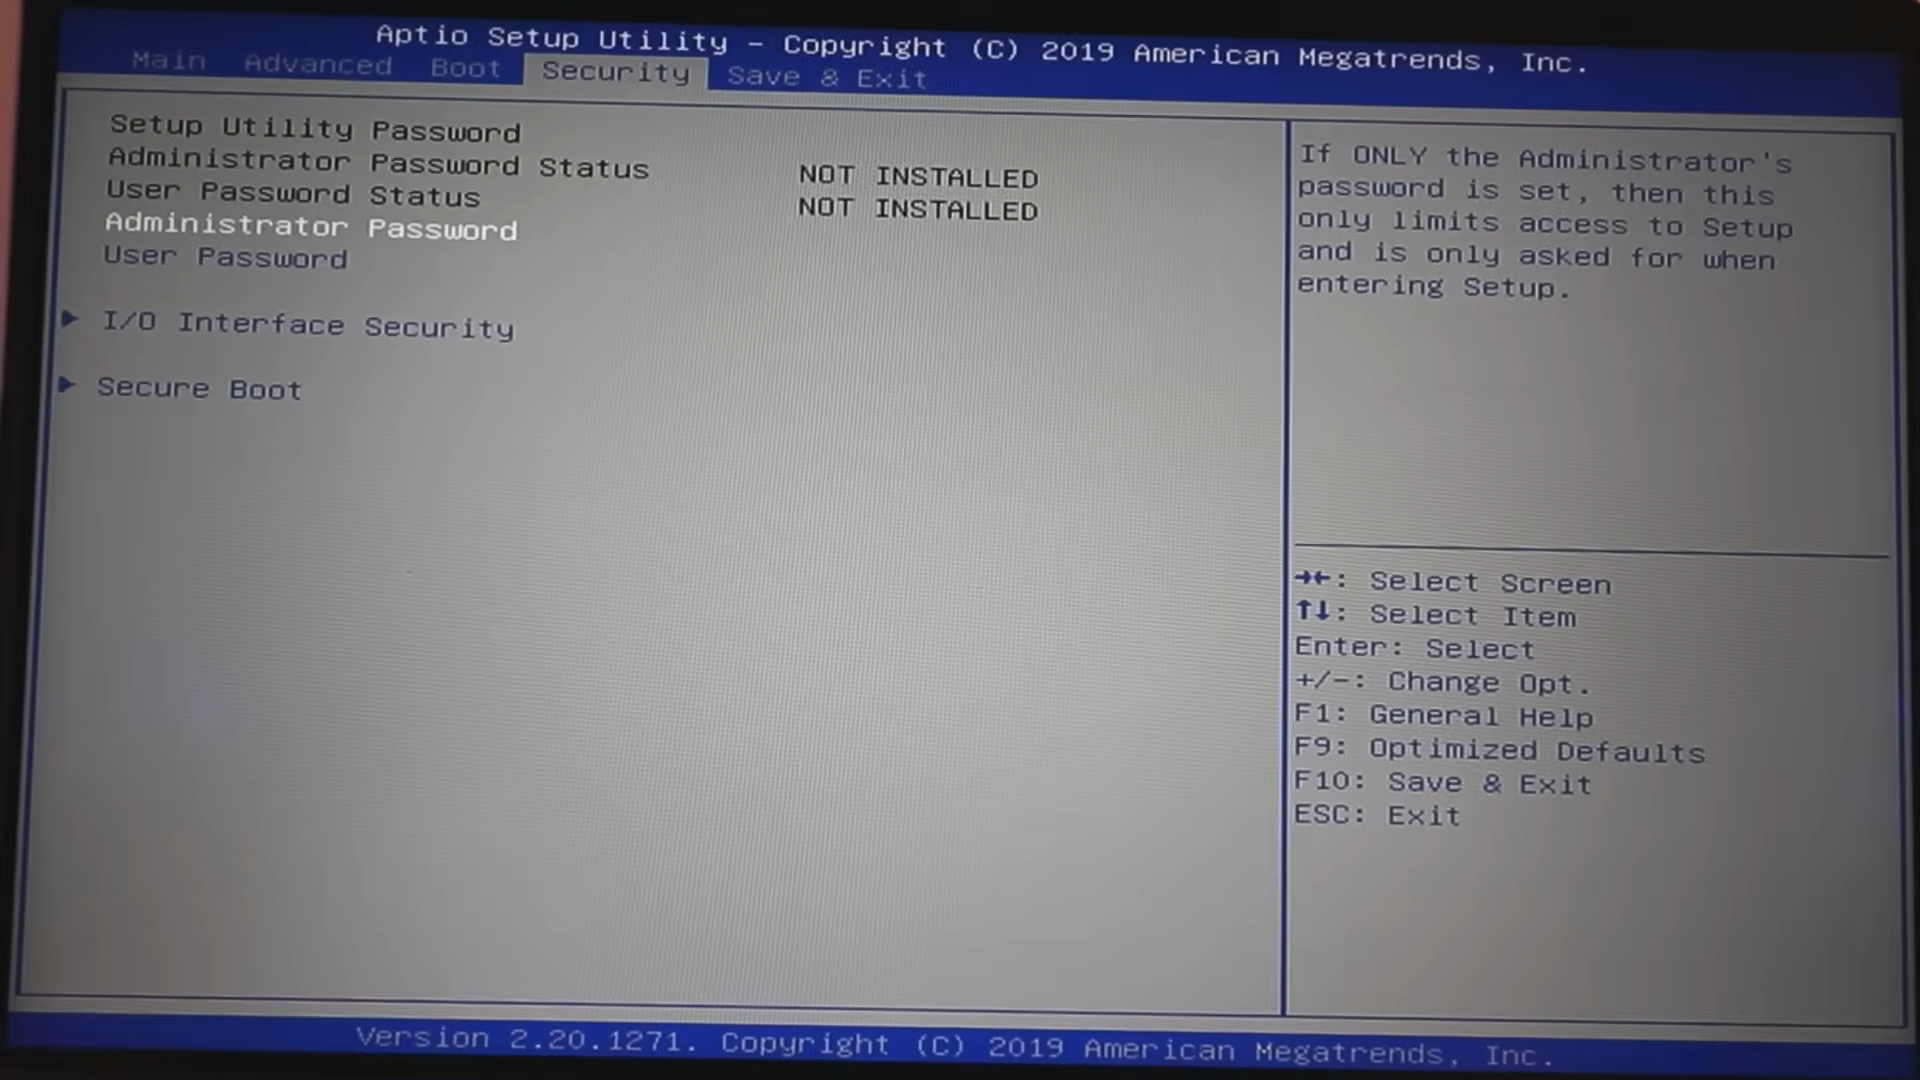 Aptio Setup Utility - Copyright (C) 2019 American Megatrends, Inc.
Main Advanced Boot Security Save & Exit
Setup Utility Password
Administrator Password Status NOT INSTALLED
User Password Status NOT INSTALLED
Administrator Password
User Password
I/O Interface Security
Secure Boot
If ONLY the Administrator's
password is set, then this
only limits access to Setup
and is only asked for when
entering Setup.
→←: Select Screen
↑↓: Select Item
Enter: Select
+/-: Change Opt.
F1: General Help
F9: Optimized Defaults
F10: Save & Exit
ESC: Exit
Version 2.20.1271. Copyright (C) 2019 American Megatrends, Inc.